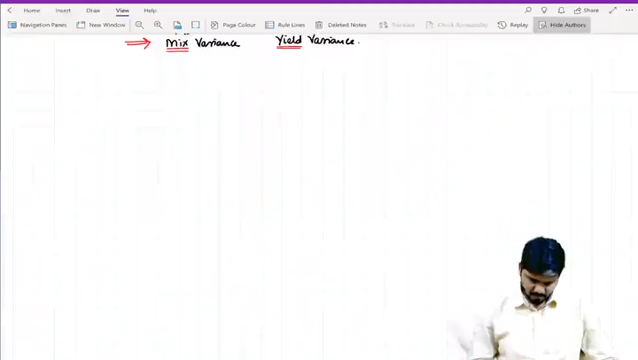 Home Insert Draw View Help Share
Navigation Panes New Window Page Colour Rule Lines Deleted Notes Translate Check Accessibility Replay Hide Authors
Mix Variance Yield Variance.